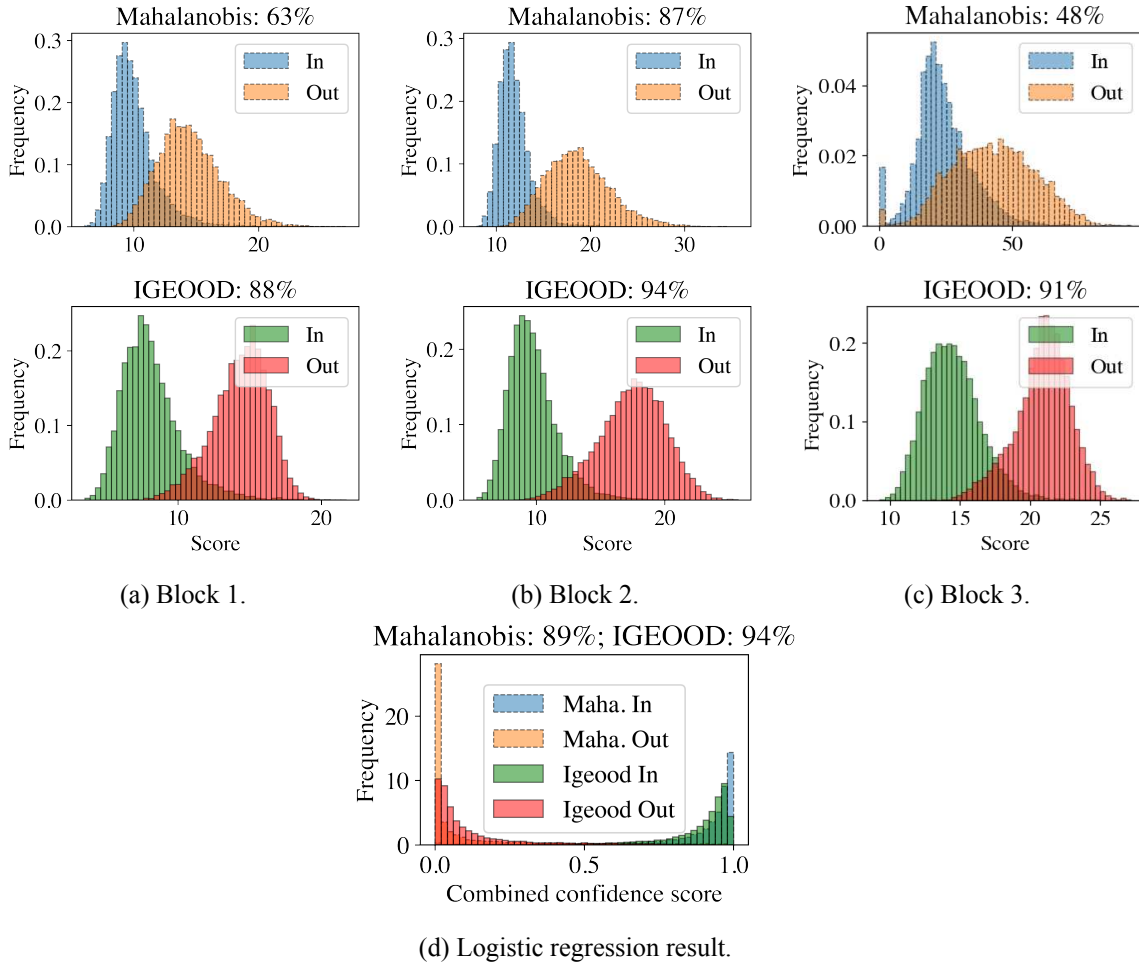 Mahalanobis: 63%
Mahalanobis: 87%
Mahalanobis: 48%
Frequency
0.3
0.2
0.1
0.0
10
20
In
Out
Frequency
0.3
0.2
0.1
0.0
10
20
30
In
Out
Frequency
0.04
0.02
0.00
0
50
In
Out
IGEOOD: 88%
IGEOOD: 94%
IGEOOD: 91%
Frequency
0.2
0.1
0.0
10
20
Score
In
Out
Frequency
0.2
0.1
0.0
10
20
Score
In
Out
Frequency
0.2
0.1
0.0
10
15
20
25
Score
In
Out
(a) Block 1.
(b) Block 2.
(c) Block 3.
Mahalanobis: 89%; IGEOOD: 94%
Frequency
20
10
0
0.0
0.5
1.0
Maha. In
Maha. Out
Igeood In
Igeood Out
Combined confidence score
(d) Logistic regression result.